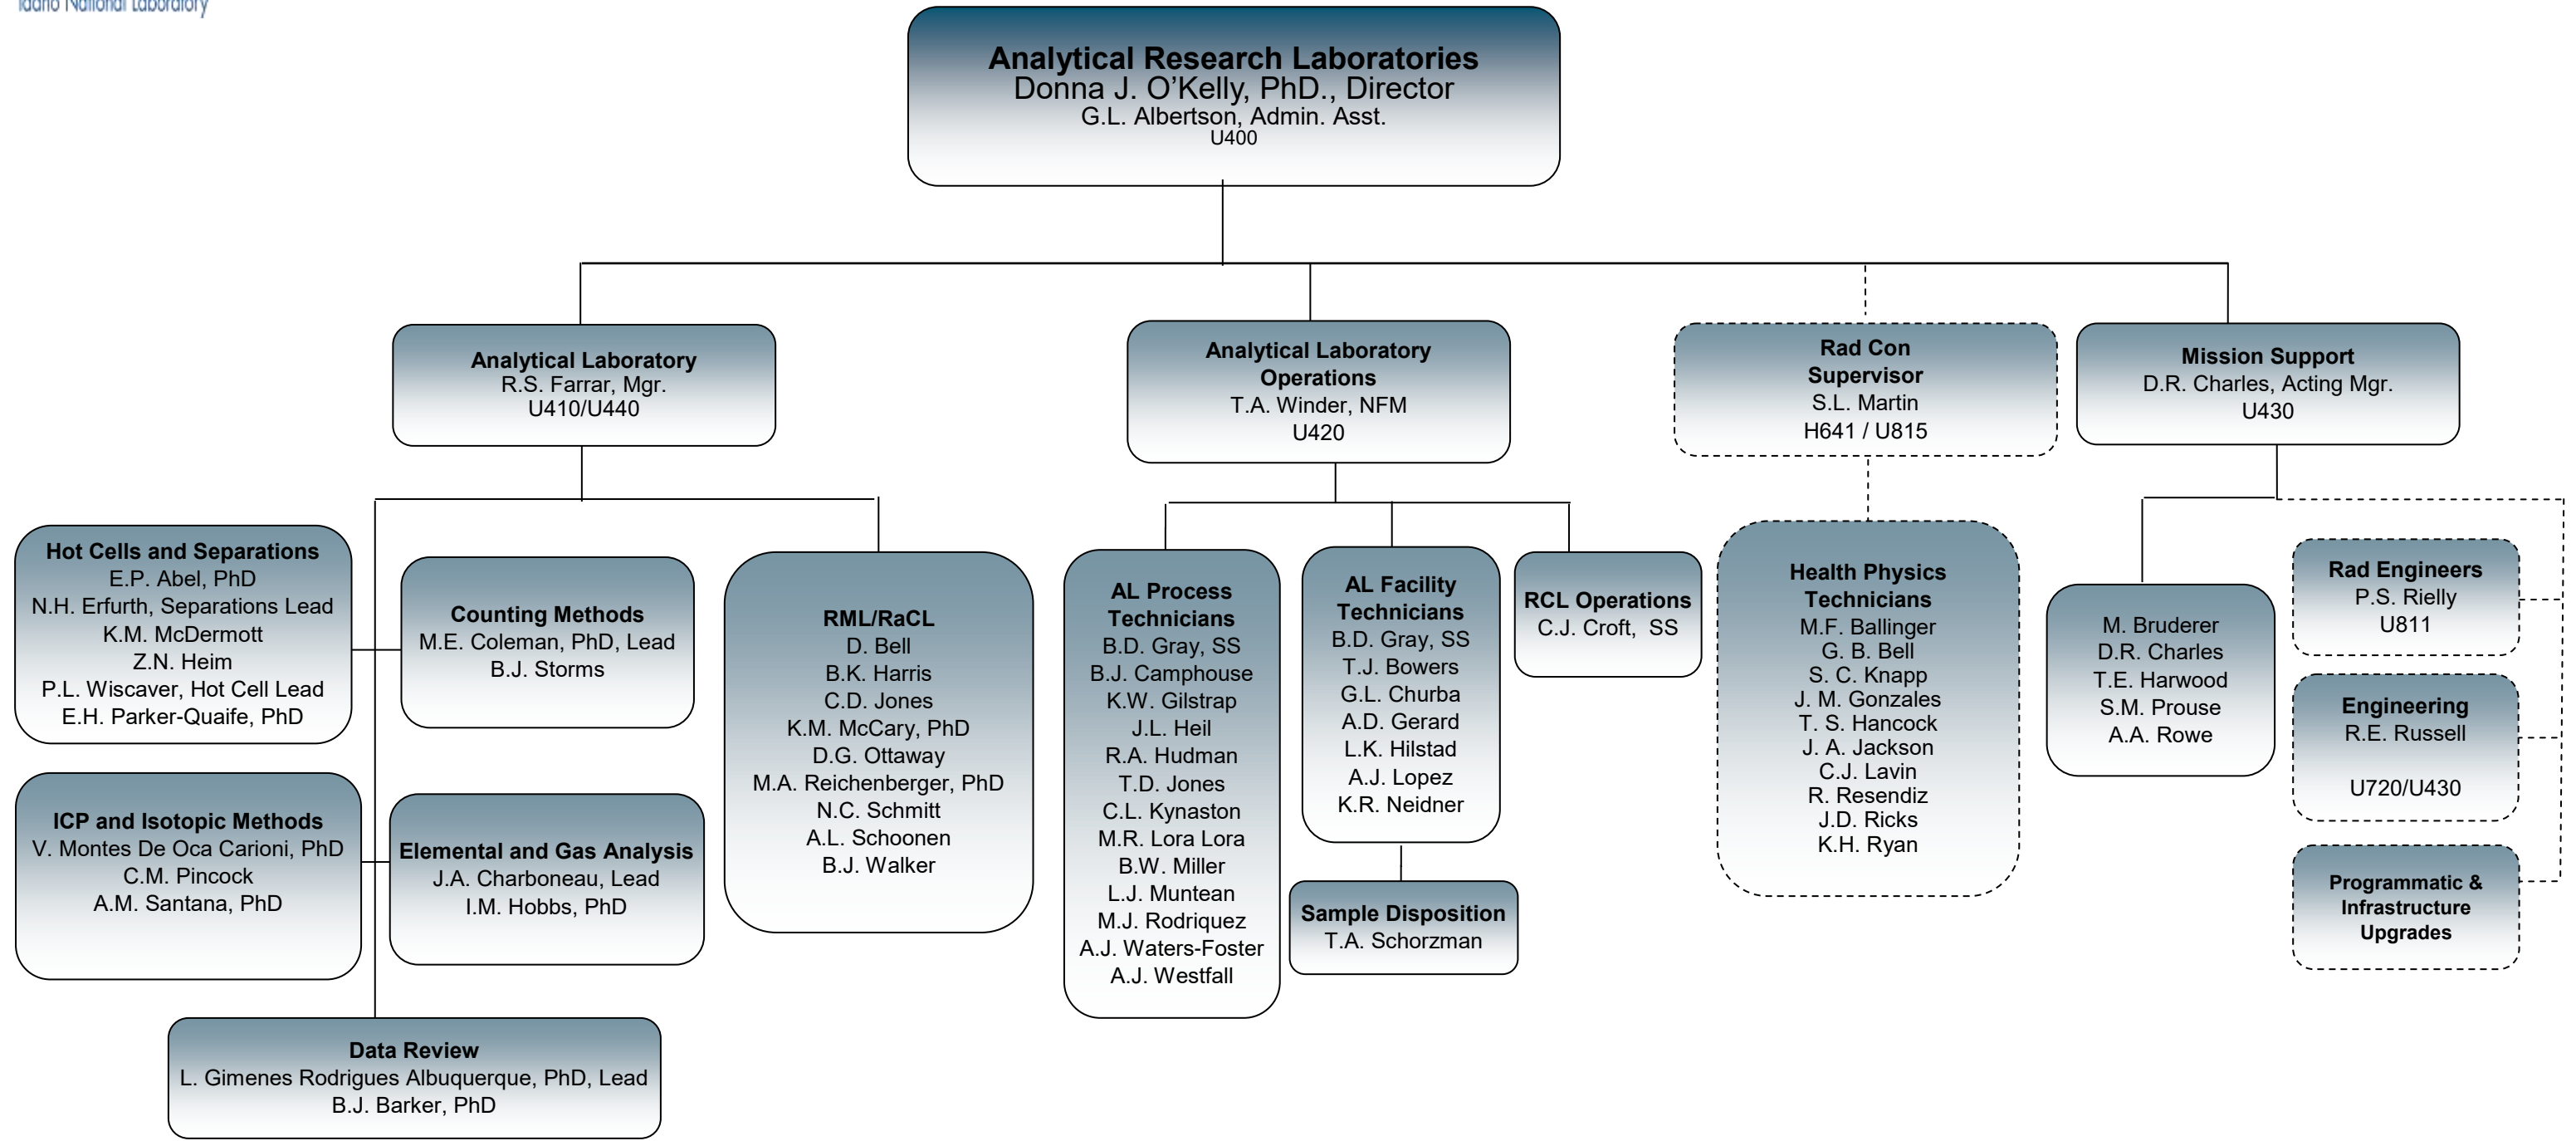 Idaho National Laboratory
Analytical Research Laboratories
Donna J. O’Kelly, PhD., Director
G.L. Albertson, Admin. Asst.
U400
Analytical Laboratory
R.S. Farrar, Mgr.
U410/U440
Analytical Laboratory
Operations
T.A. Winder, NFM
U420
Rad Con
Supervisor
S.L. Martin
H641 / U815
Mission Support
D.R. Charles, Acting Mgr.
U430
Hot Cells and Separations
E.P. Abel, PhD
N.H. Erfurth, Separations Lead
K.M. McDermott
Z.N. Heim
P.L. Wiscaver, Hot Cell Lead
E.H. Parker-Quaife, PhD
Counting Methods
M.E. Coleman, PhD, Lead
B.J. Storms
ICP and Isotopic Methods
V. Montes De Oca Carioni, PhD
C.M. Pincock
A.M. Santana, PhD
Elemental and Gas Analysis
J.A. Charboneau, Lead
I.M. Hobbs, PhD
Data Review
L. Gimenes Rodrigues Albuquerque, PhD, Lead
B.J. Barker, PhD
RML/RaCL
D. Bell
B.K. Harris
C.D. Jones
K.M. McCary, PhD
D.G. Ottaway
M.A. Reichenberger, PhD
N.C. Schmitt
A.L. Schoonen
B.J. Walker
AL Process
Technicians
B.D. Gray, SS
B.J. Camphouse
K.W. Gilstrap
J.L. Heil
R.A. Hudman
T.D. Jones
C.L. Kynaston
M.R. Lora Lora
B.W. Miller
L.J. Muntean
M.J. Rodriquez
A.J. Waters-Foster
A.J. Westfall
AL Facility
Technicians
B.D. Gray, SS
T.J. Bowers
G.L. Churba
A.D. Gerard
L.K. Hilstad
A.J. Lopez
K.R. Neidner
Sample Disposition
T.A. Schorzman
RCL Operations
C.J. Croft, SS
Health Physics
Technicians
M.F. Ballinger
G. B. Bell
S. C. Knapp
J. M. Gonzales
T. S. Hancock
J. A. Jackson
C.J. Lavin
R. Resendiz
J.D. Ricks
K.H. Ryan
M. Bruderer
D.R. Charles
T.E. Harwood
S.M. Prouse
A.A. Rowe
Rad Engineers
P.S. Rielly
U811
Engineering
R.E. Russell
U720/U430
Programmatic &
Infrastructure
Upgrades